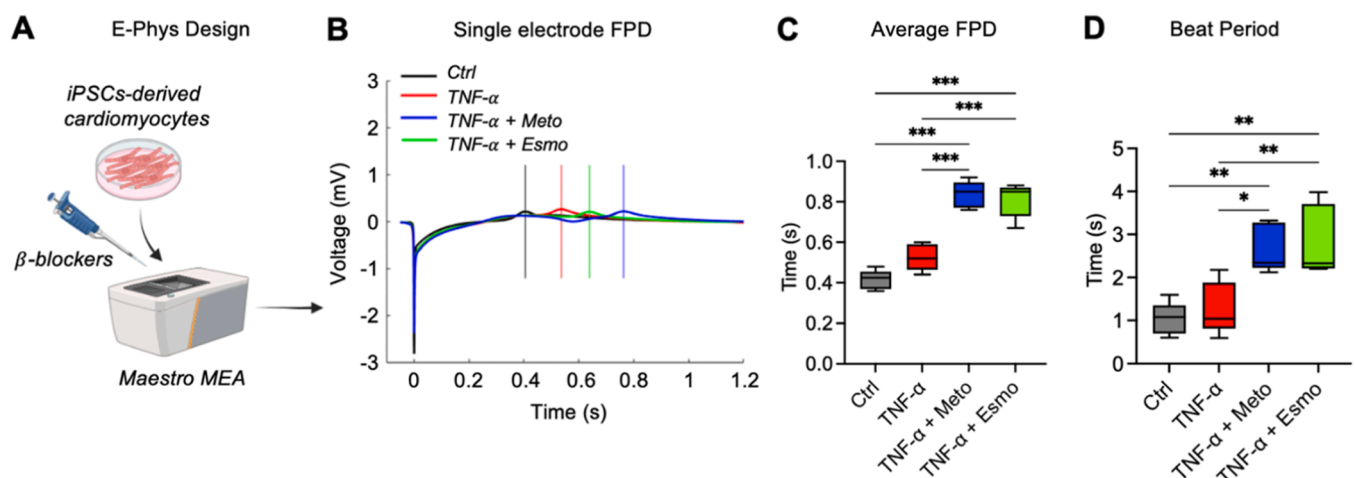 A
E-Phys Design
iPSCs-derived
cardiomyocytes
β-blockers
Maestro MEA
B
Single electrode FPD
Ctrl
TNF-α
TNF-α + Meto
TNF-α + Esmo
Voltage (mV)
3
2
1
0
-1
-2
-3
0
0.2
0.4
0.6
0.8
1
1.2
Time (s)
C
Average FPD
***
***
***
***
Time (s)
1.0
0.8
0.6
0.4
0.2
0.0
Ctrl
TNF-α
TNF-α + Meto
TNF-α + Esmo
D
Beat Period
**
**
**
*
Time (s)
5
4
3
2
1
0
Ctrl
TNF-α
TNF-α + Meto
TNF-α + Esmo